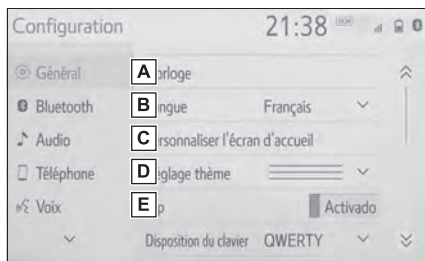 Configuration 21:38 DCM
Général A orloge
Bluetooth B ngue Français
Audio C rsonnaliser l'écran d'accueil
Téléphone D églage thème
Voix E p Activado
Disposition du clavier QWERTY